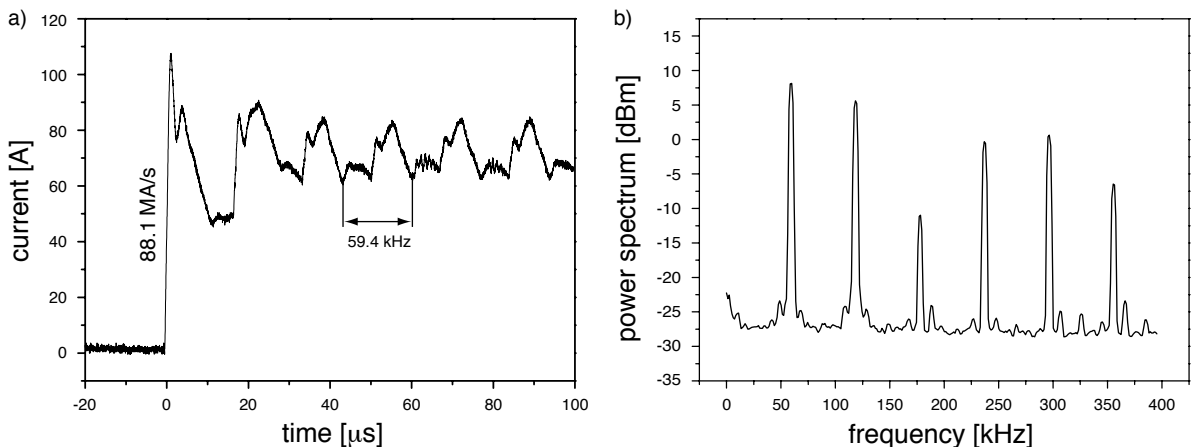 a)
120
100
80
60
40
20
0
current [A]
88.1 MA/s
59.4 kHz
-20 0 20 40 60 80 100
time [μs]
b)
15
10
5
0
-5
-10
-15
-20
-25
-30
-35
power spectrum [dBm]
0 50 100 150 200 250 300 350 400
frequency [kHz]